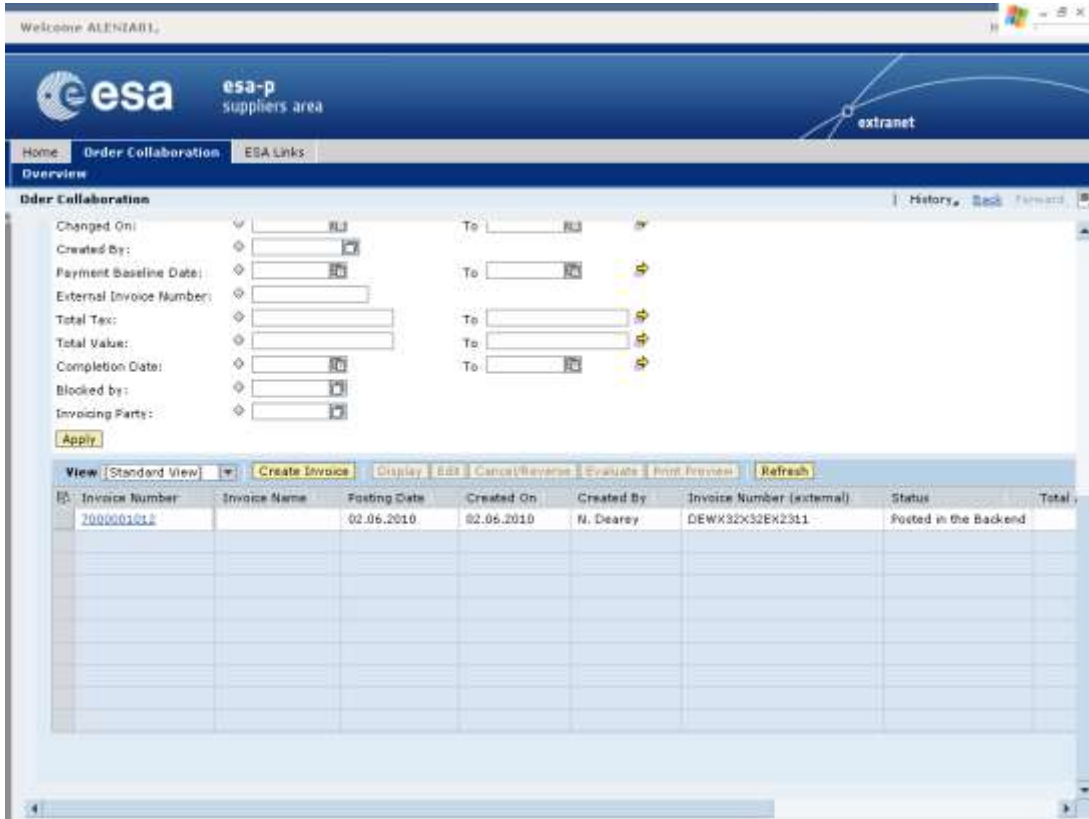 Welcome ALENIA01,
esa
esa-p
suppliers area
extranet
Home Order Collaboration ESA Links
Overview
Oder Collaboration
History Back Forward
Changed On: To
Created By:
Payment Baseline Date: To
External Invoice Number:
Total Tax: To
Total Value: To
Completion Date: To
Blocked by:
Invoicing Party:
Apply
View [Standard View] Create Invoice Display Edit Cancel/Reverse Evaluate Print Preview Refresh
Invoice Number Invoice Name Posting Date Created On Created By Invoice Number (external) Status Total
7000001012 02.06.2010 02.06.2010 N. Dearey DEWX32X32EX2311 Posted in the Backend